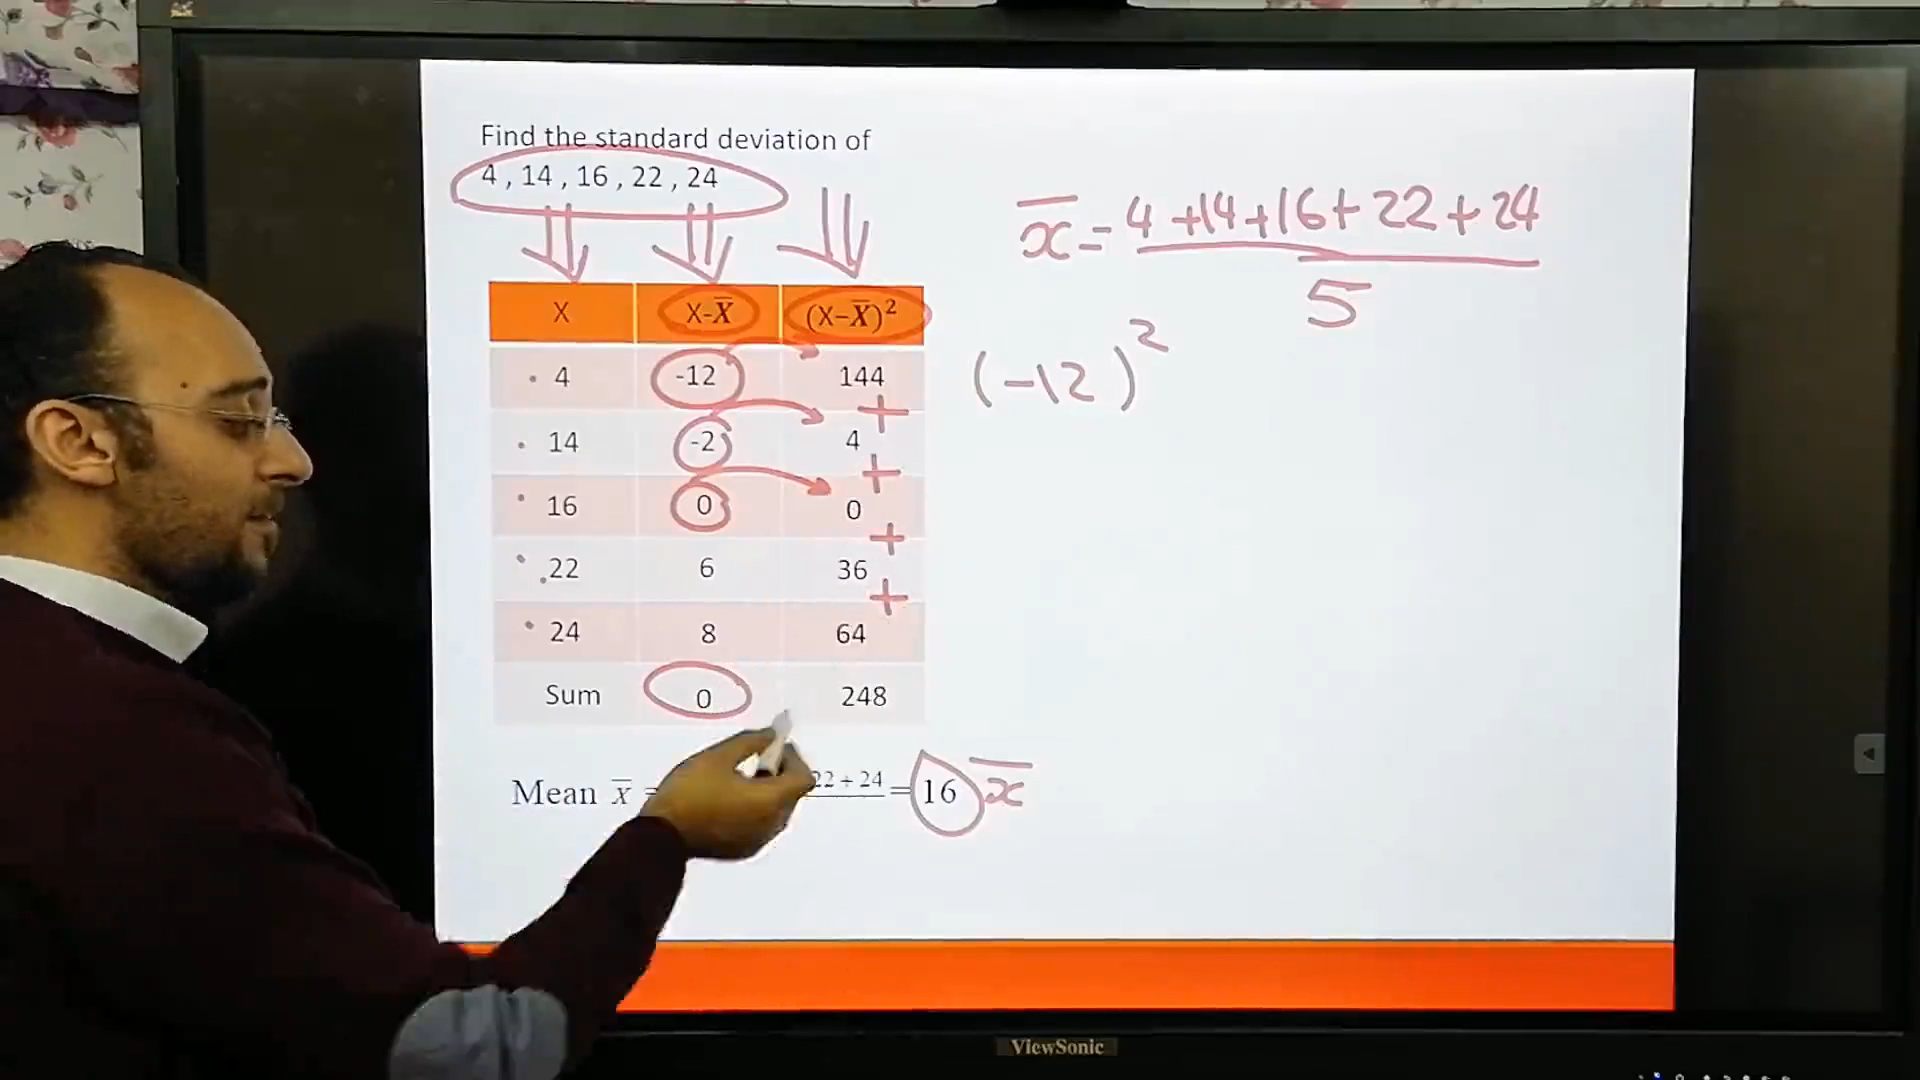 Find the standard deviation of
4 , 14 , 16 , 22 , 24
x̄ = 4 + 14 + 16 + 22 + 24
5
X X-X̄ (X-X̄)²
4 -12 144
(-12)²
+
14 -2 4
+
16 0 0
+
22 6 36
+
24 8 64
Sum 0 248
Mean x̄ = 22 + 24 = 16 x̄
ViewSonic